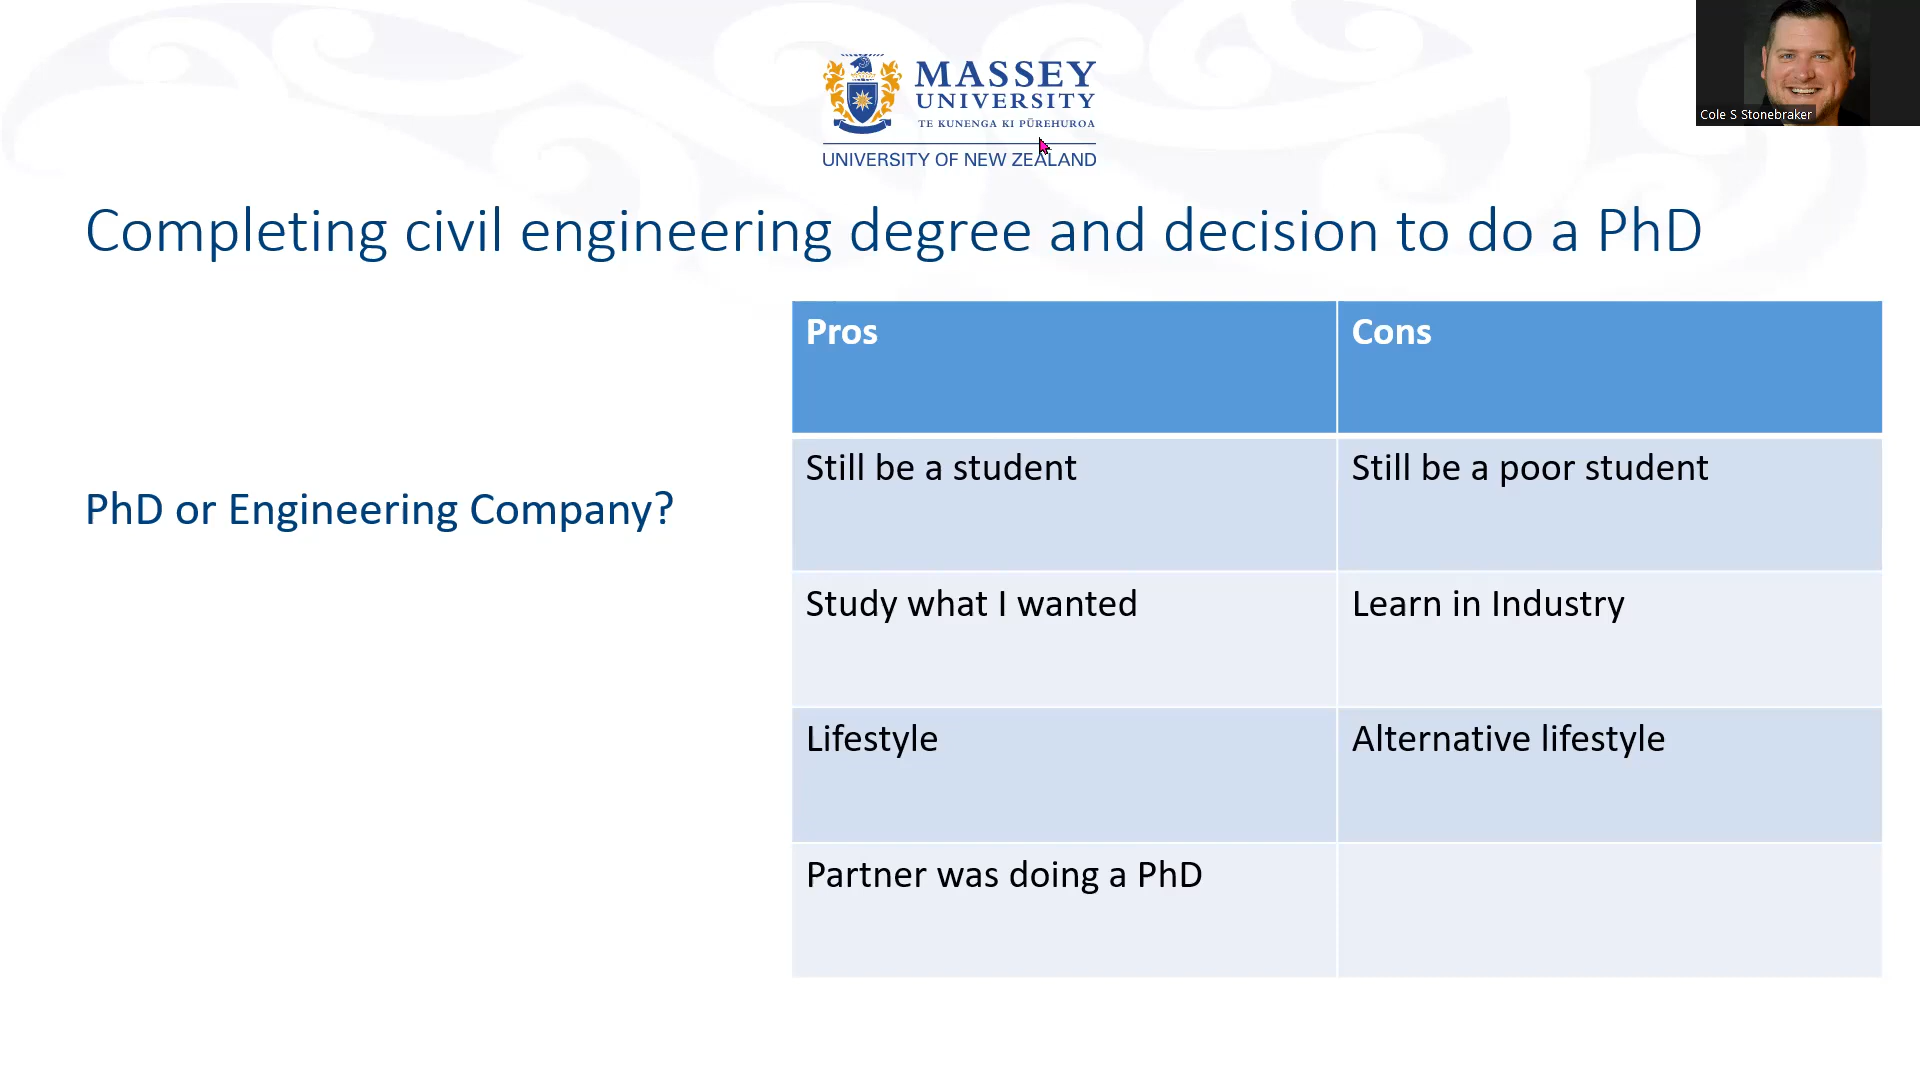 MASSEY
UNIVERSITY
TE KUNENGA KI PŪREHUROA
UNIVERSITY OF NEW ZEALAND
Cole S Stonebraker
Completing civil engineering degree and decision to do a PhD
PhD or Engineering Company?
Pros Cons
Still be a student Still be a poor student
Study what I wanted Learn in Industry
Lifestyle Alternative lifestyle
Partner was doing a PhD